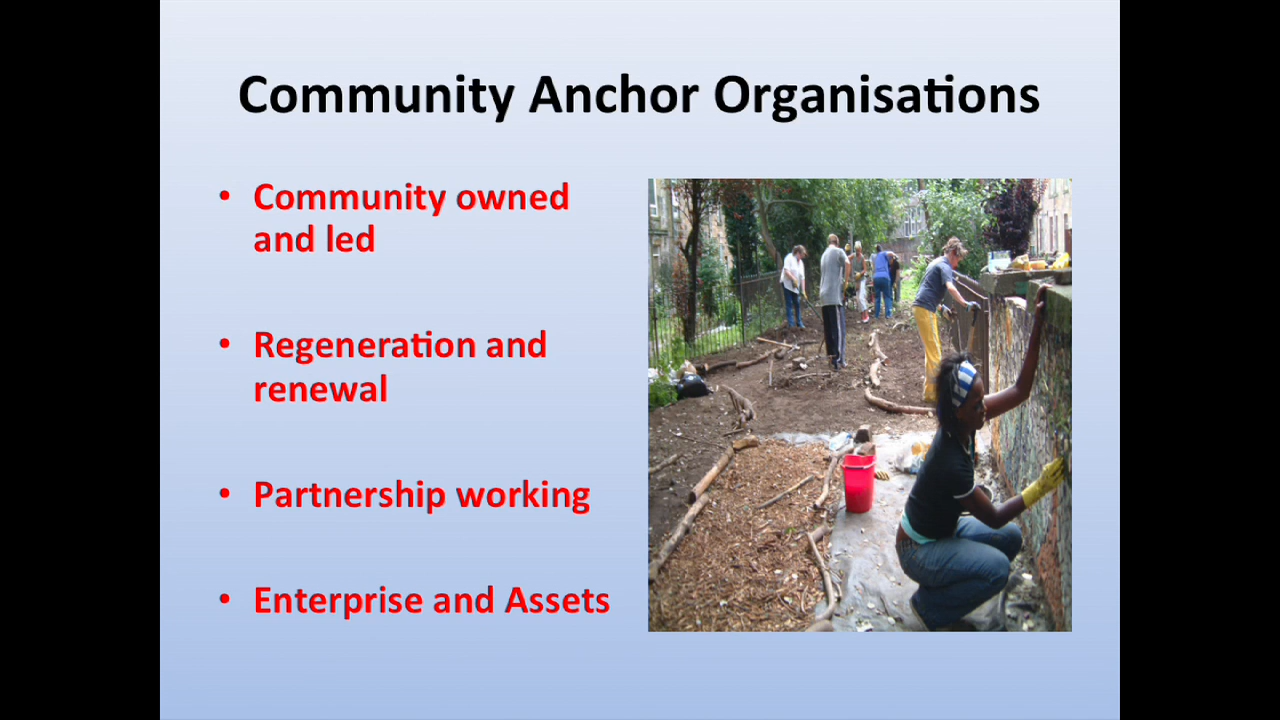 Community Anchor Organisations
• Community owned
and led
• Regeneration and
renewal
• Partnership working
• Enterprise and Assets